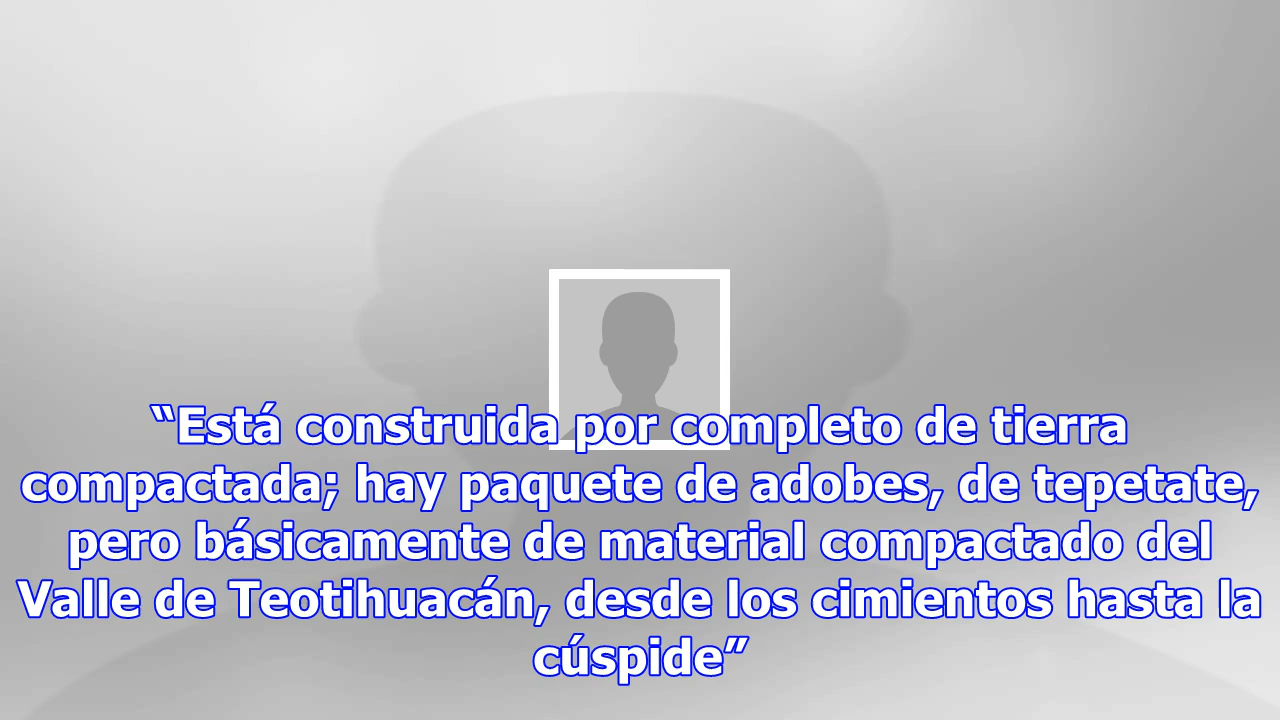 “Está construida por completo de tierra
compactada; hay paquete de adobes, de tepetate,
pero básicamente de material compactado del
Valle de Teotihuacán, desde los cimientos hasta la
cúspide”